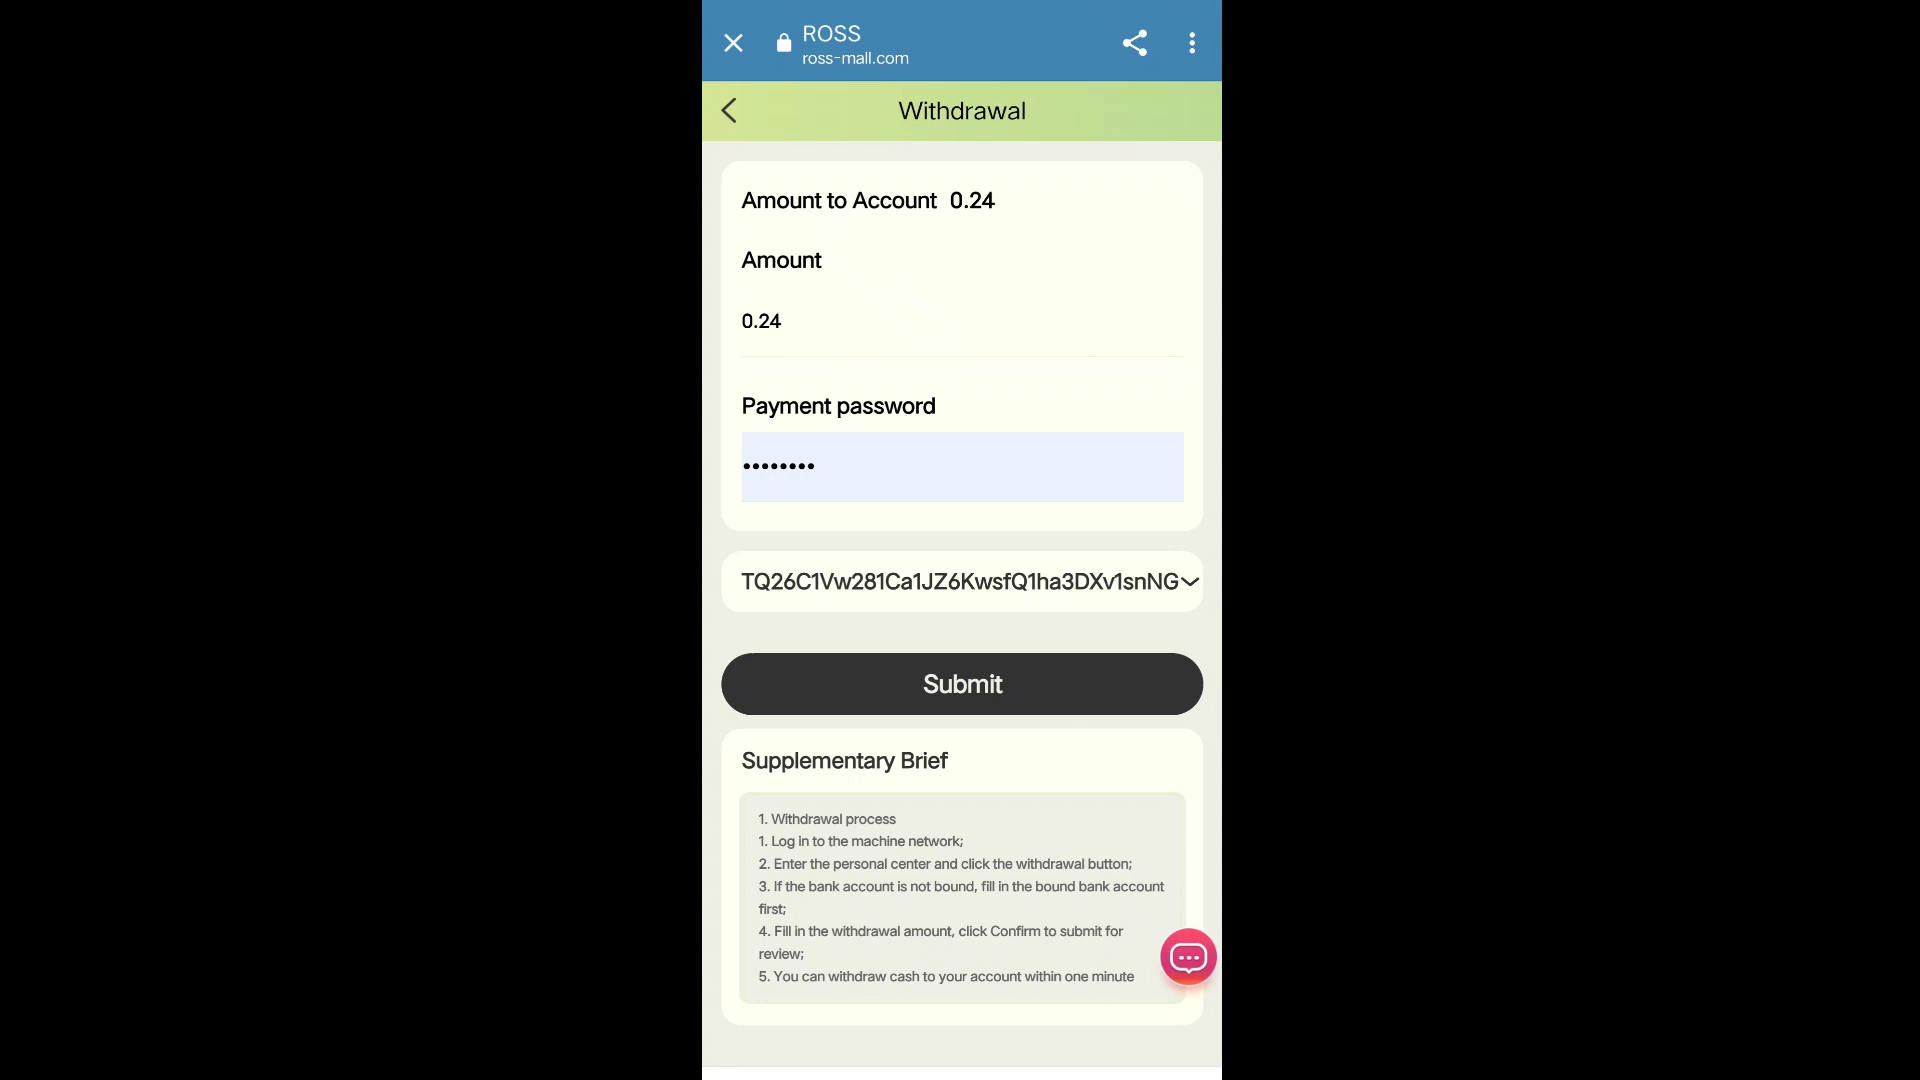 ROSS
ross-mall.com
Withdrawal
Amount to Account 0.24
Amount
0.24
Payment password
••••••••
TQ26C1Vw281Ca1JZ6KwsfQ1ha3DXv1snNG
Submit
Supplementary Brief
1. Withdrawal process
1. Log in to the machine network;
2. Enter the personal center and click the withdrawal button;
3. If the bank account is not bound, fill in the bound bank account
first;
4. Fill in the withdrawal amount, click Confirm to submit for
review;
5. You can withdraw cash to your account within one minute